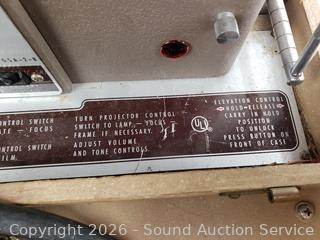 CONTROL SWITCH
FOCUS
CONTROL SWITCH
FILM.
TURN PROJECTOR CONTROL
SWITCH TO LAMP — FOCUS
FRAME IF NECESSARY.
ADJUST VOLUME
AND TONE CONTROLS.
UL
ELEVATION CONTROL
HOLD RELEASE
CARRY IN HOLD
POSITION
TO UNLOCK
PRESS BUTTON ON
FRONT OF CASE
Copyright 2026 - Sound Auction Service